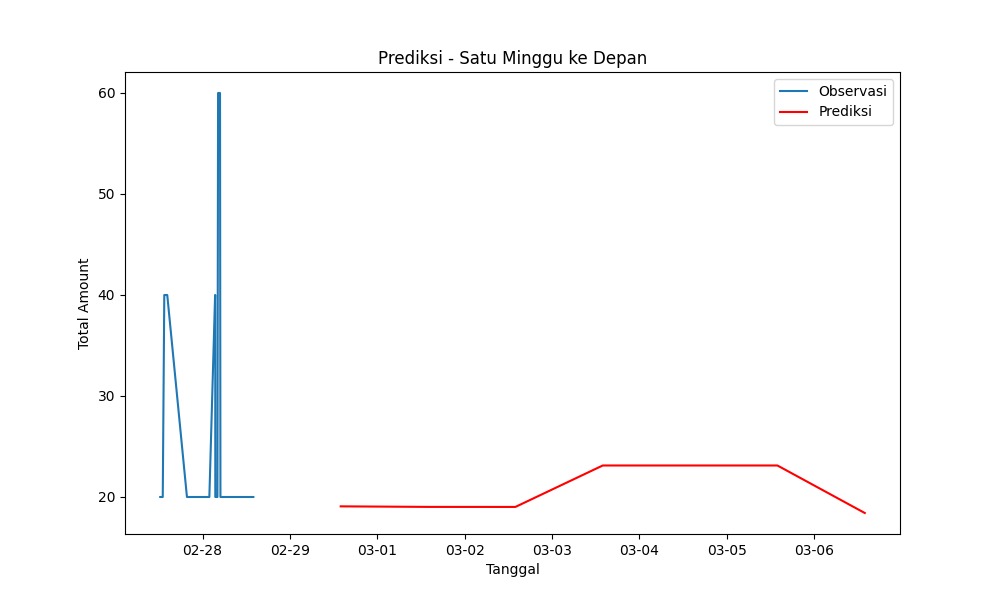 Prediksi - Satu Minggu ke Depan
Observasi
Prediksi
60
50
40
30
20
Total Amount
02-28 02-29 03-01 03-02 03-03 03-04 03-05 03-06
Tanggal